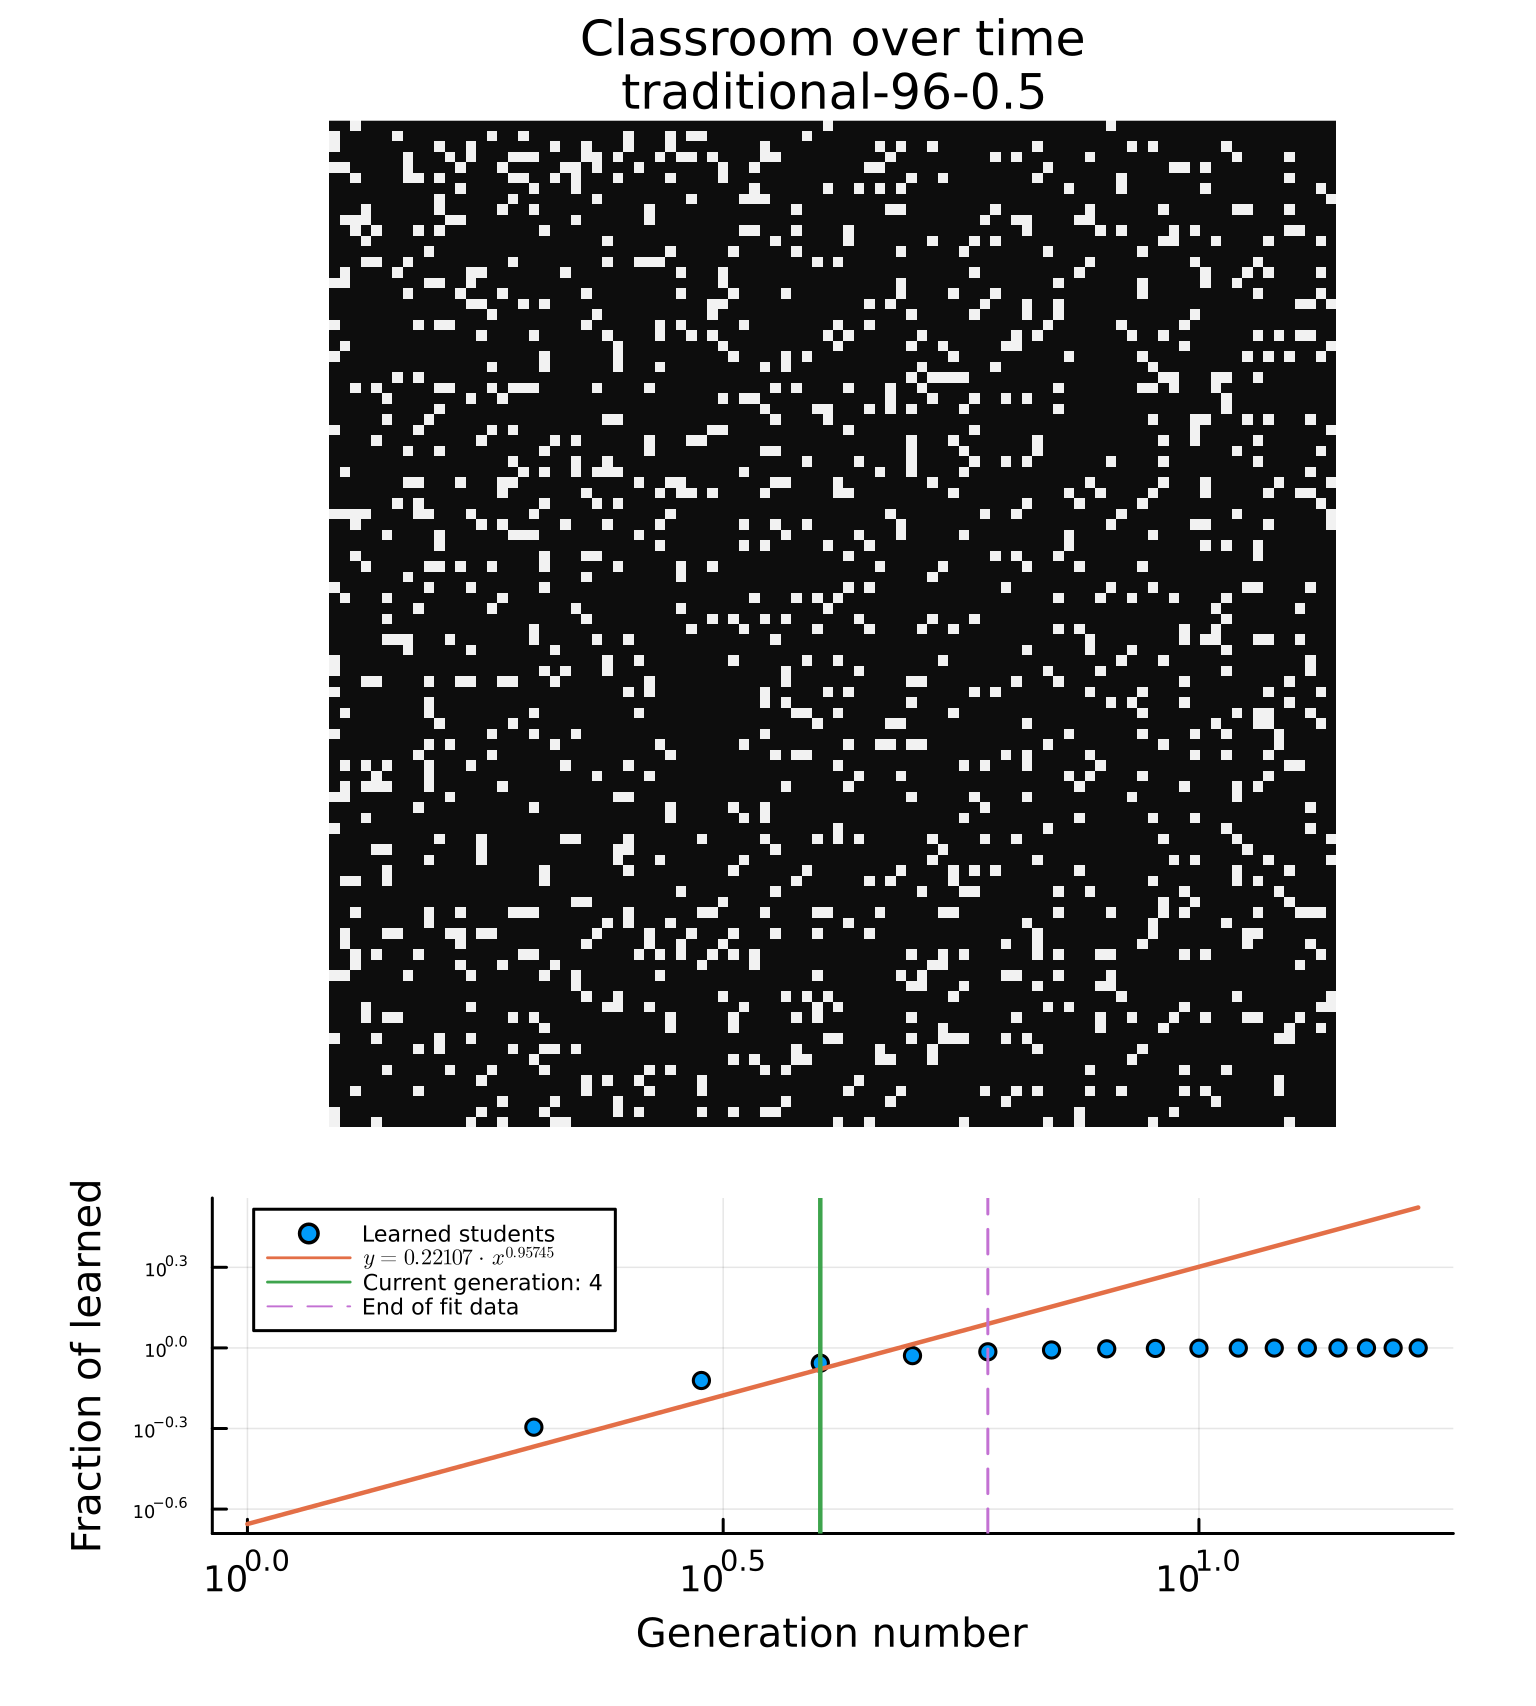 Classroom over time
traditional-96-0.5
Fraction of learned
Learned students
y = 0.22107 · x^0.95745
Current generation: 4
End of fit data
10^0.3
10^0.0
10^−0.3
10^−0.6
10^0.0 10^0.5 10^1.0
Generation number